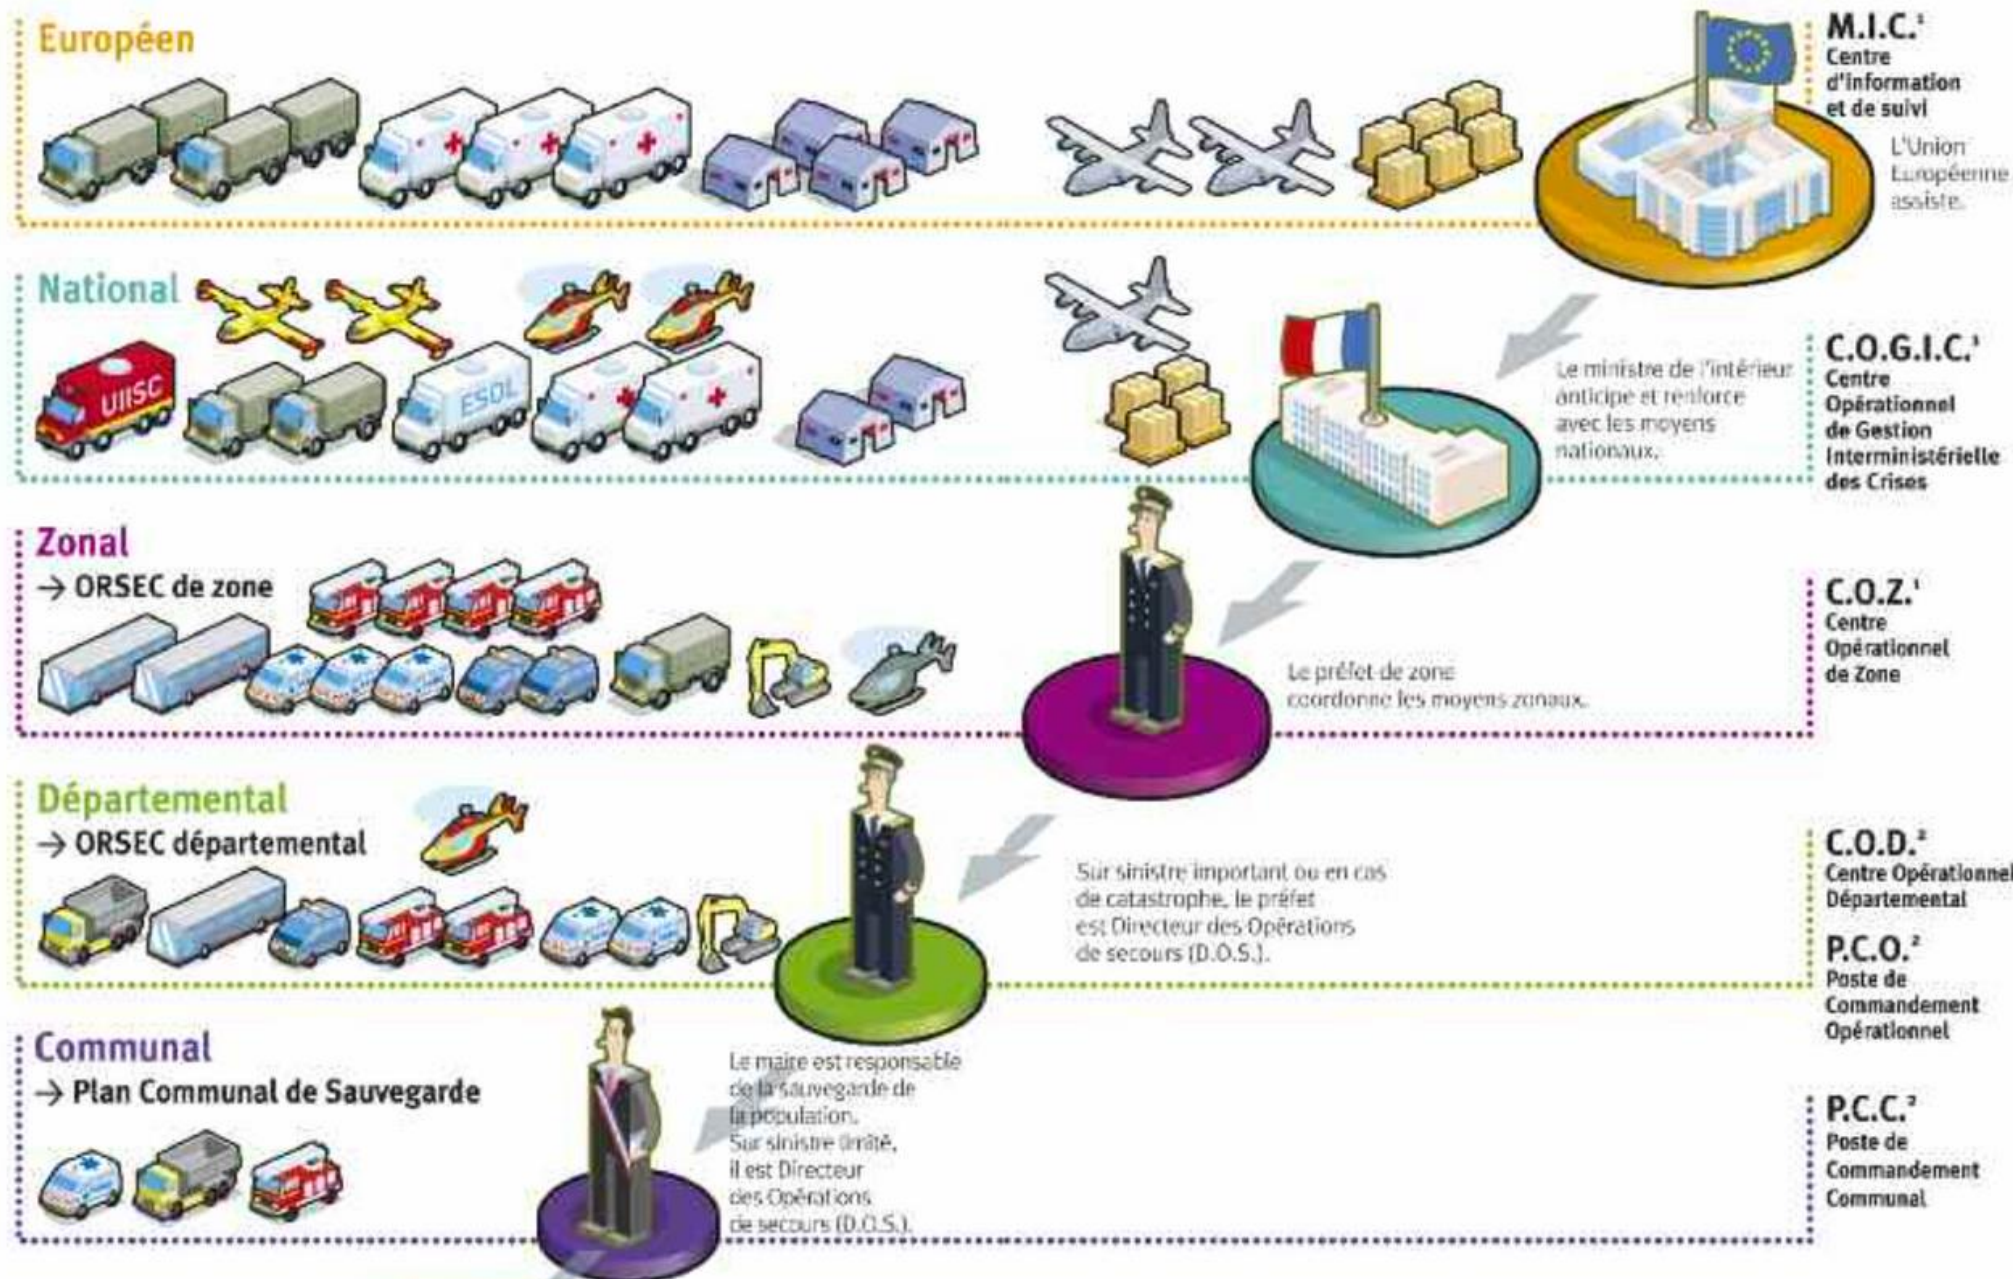 Européen
M.I.C.¹
Centre
d'information
et de suivi
L'Union
Européenne
assiste.
National
UIISC
ESOL
Le ministre de l'intérieur
anticipe et renforce
avec les moyens
nationaux.
C.O.G.I.C.¹
Centre
Opérationnel
de Gestion
Interministérielle
des Crises
Zonal
→ ORSEC de zone
Le préfet de zone
coordonne les moyens zonaux.
C.O.Z.¹
Centre
Opérationnel
de Zone
Départemental
→ ORSEC départemental
Sur sinistre important ou en cas
de catastrophe, le préfet
est Directeur des Opérations
de secours (D.O.S.).
C.O.D.²
Centre Opérationnel
Départemental
P.C.O.²
Poste de
Commandement
Opérationnel
Communal
→ Plan Communal de Sauvegarde
Le maire est responsable
de la sauvegarde de
la population.
Sur sinistre limité,
il est Directeur
des Opérations
de secours (D.O.S.).
P.C.C.²
Poste de
Commandement
Communal